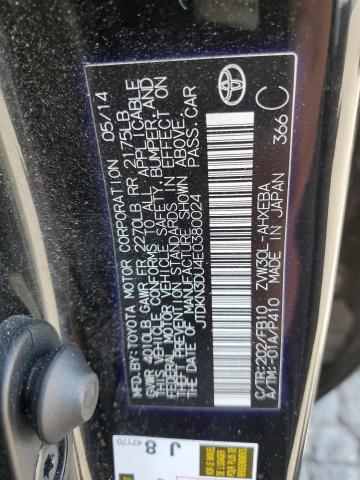 MFD.BY:TOYOTA MOTOR CORPORATION 05/14
GVWR 4010LB GAWR FR 2270LB RR 2175LB
THIS VEHICLE CONFORMS TO ALL APPLICABLE
FEDERAL MOTOR VEHICLE SAFETY, BUMPER, AND
THEFT PREVENTION STANDARDS IN EFFECT ON
THE DATE OF MANUFACTURE SHOWN ABOVE.
JTDKN3DU4E0380024 PASS.CAR
C/TR:202/FB10 ZVW30L-AHXEBA
A/TM:-01A/P410 MADE IN JAPAN 366 C
J 8
47170